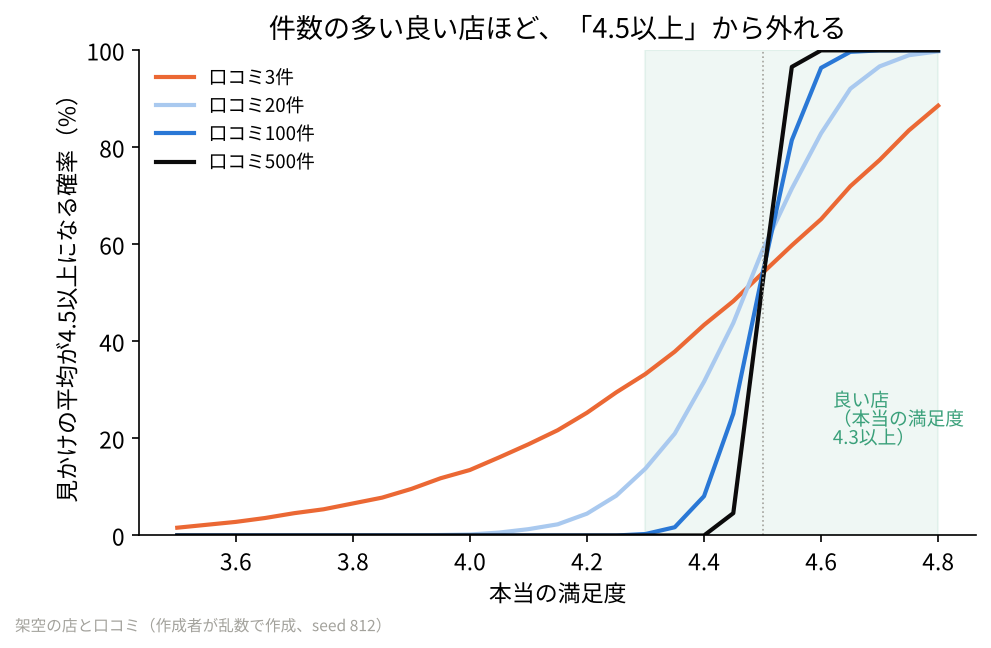 件数の多い良い店ほど、「4.5以上」から外れる
見かけの平均が4.5以上になる確率（%）
100
80
60
40
20
0
口コミ3件
口コミ20件
口コミ100件
口コミ500件
良い店
（本当の満足度
4.3以上）
3.6
3.8
4.0
4.2
4.4
4.6
4.8
本当の満足度
架空の店と口コミ（作成者が乱数で作成、seed 812）